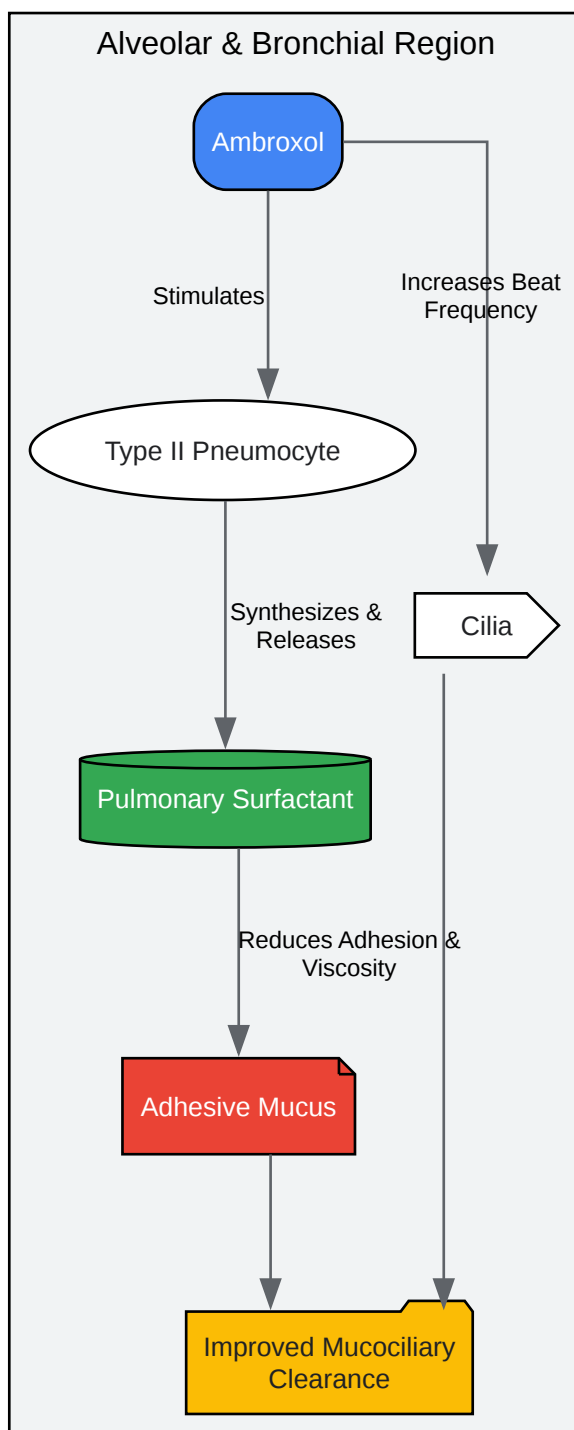 Alveolar & Bronchial Region
Ambroxol
Stimulates
Increases Beat
Frequency
Type II Pneumocyte
Synthesizes &
Releases
Cilia
Pulmonary Surfactant
Reduces Adhesion &
Viscosity
Adhesive Mucus
Improved Mucociliary
Clearance